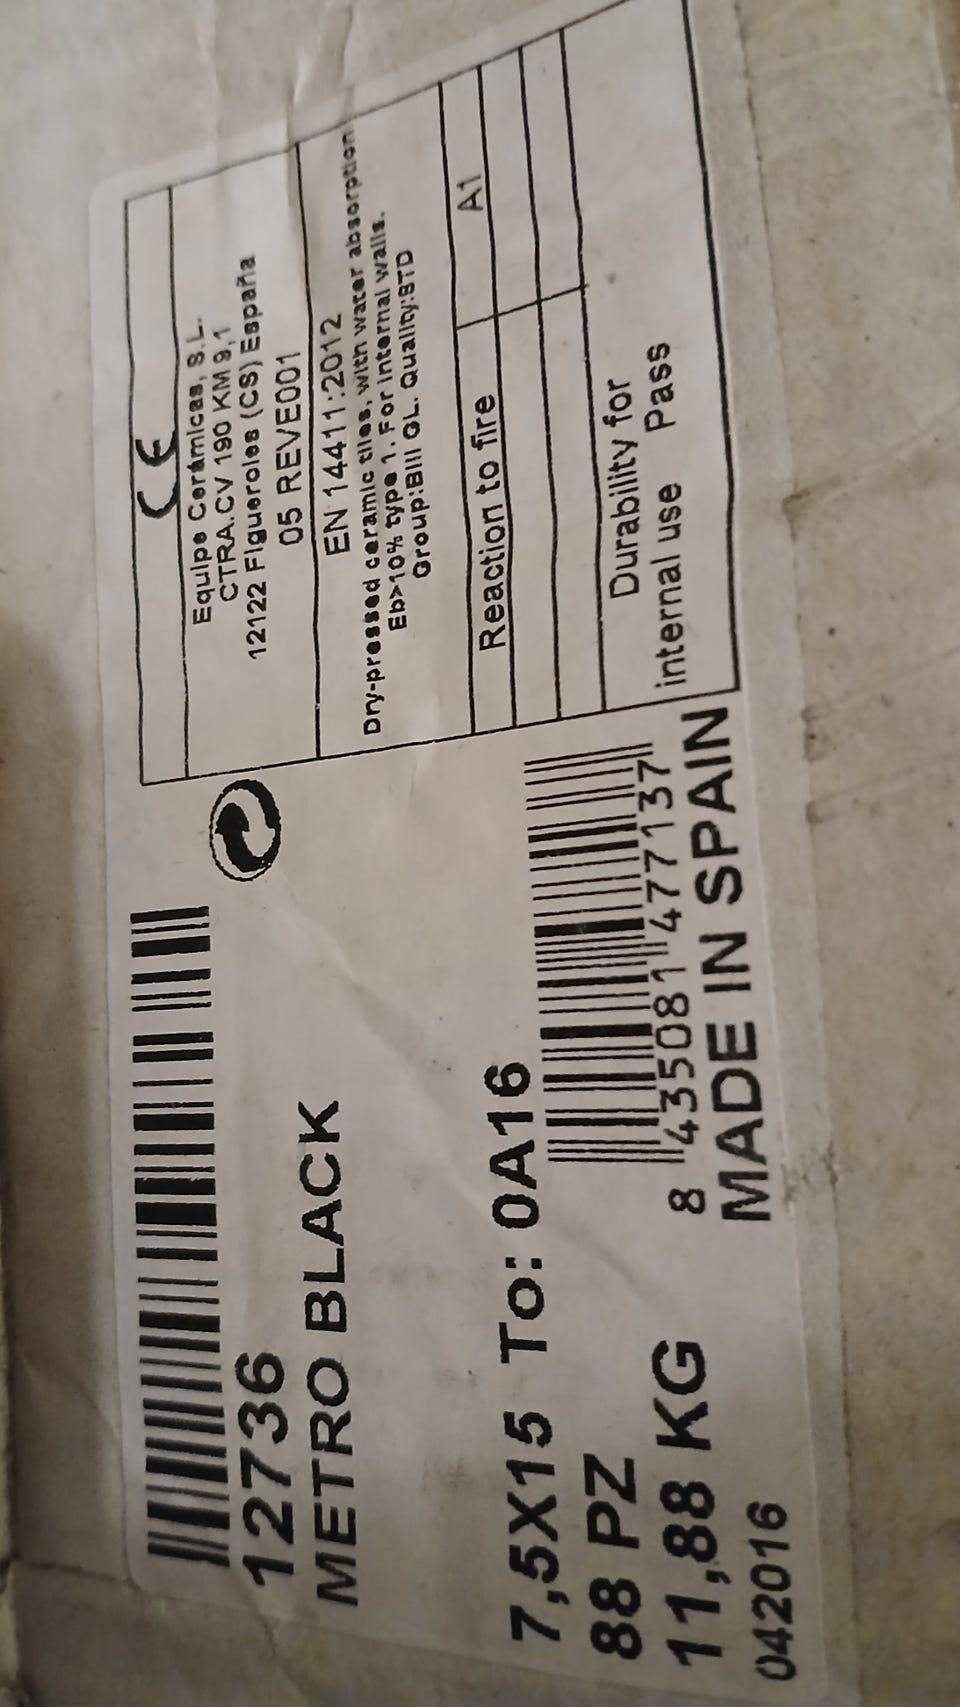 12736
METRO BLACK
7,5X15 To: 0A16
88 PZ
11,88 KG
042016
8 435081 477137
MADE IN SPAIN
CE
Equipe Cerámicas, S.L.
CTRA.CV 190 KM 9,1
12122 Figueroles (CS) España
05 REVE001
EN 14411:2012
Dry-pressed ceramic tiles, with water absorption
Eb>10% type 1. For internal walls.
Group:BIII GL. Quality:STD
Reaction to fire A1
Durability for
internal use Pass